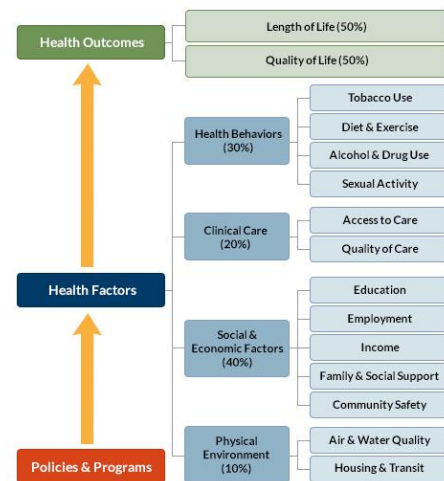 Health Outcomes
Length of Life (50%)
Quality of Life (50%)
Health Factors
Health Behaviors
(30%)
Tobacco Use
Diet & Exercise
Alcohol & Drug Use
Sexual Activity
Clinical Care
(20%)
Access to Care
Quality of Care
Social &
Economic Factors
(40%)
Education
Employment
Income
Family & Social Support
Community Safety
Physical
Environment
(10%)
Air & Water Quality
Housing & Transit
Policies & Programs